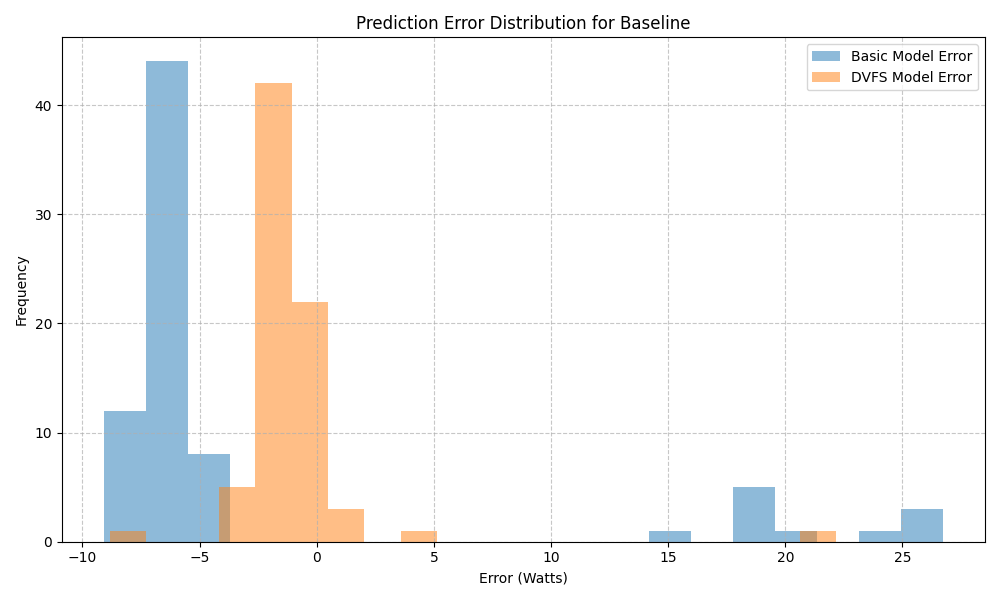 Prediction Error Distribution for Baseline
Basic Model Error
DVFS Model Error
Frequency
40
30
20
10
0
−10
−5
0
5
10
15
20
25
Error (Watts)